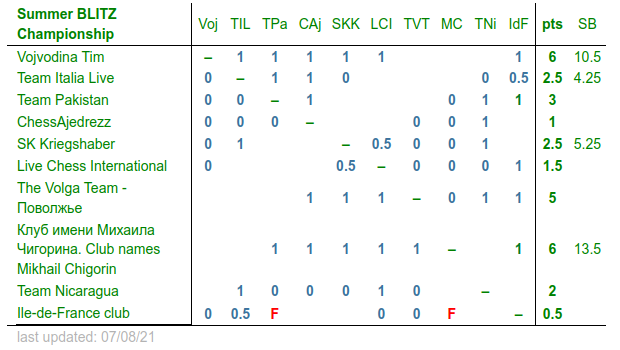 Summer BLITZ
Championship
Voj TIL TPa CAj SKK LCI TVT MC TNi IdF pts SB
Vojvodina Tim – 1 1 1 1 1 1 6 10.5
Team Italia Live 0 – 1 1 0 0 0.5 2.5 4.25
Team Pakistan 0 0 – 1 0 1 1 3
ChessAjedrezz 0 0 0 – 0 0 1 1
SK Kriegshaber 0 1 – 0.5 0 0 1 2.5 5.25
Live Chess International 0 0.5 – 0 0 0 1 1.5
The Volga Team -
Поволжье
1 1 1 – 0 1 1 5
Клуб имени Михаила
Чигорина. Club names 1 1 1 1 1 – 1 6 13.5
Mikhail Chigorin
Team Nicaragua 1 0 0 0 1 0 – 2
Ile-de-France club 0 0.5 F 0 0 F – 0.5
last updated: 07/08/21